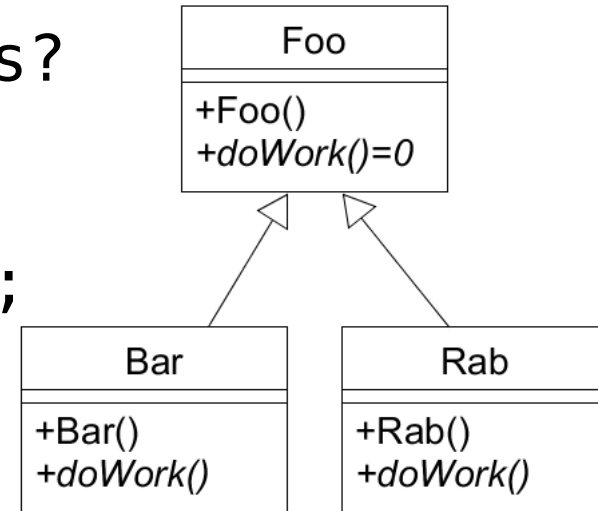 s?
Foo
+Foo()
+doWork()=0
;
Bar
+Bar()
+doWork()
Rab
+Rab()
+doWork()